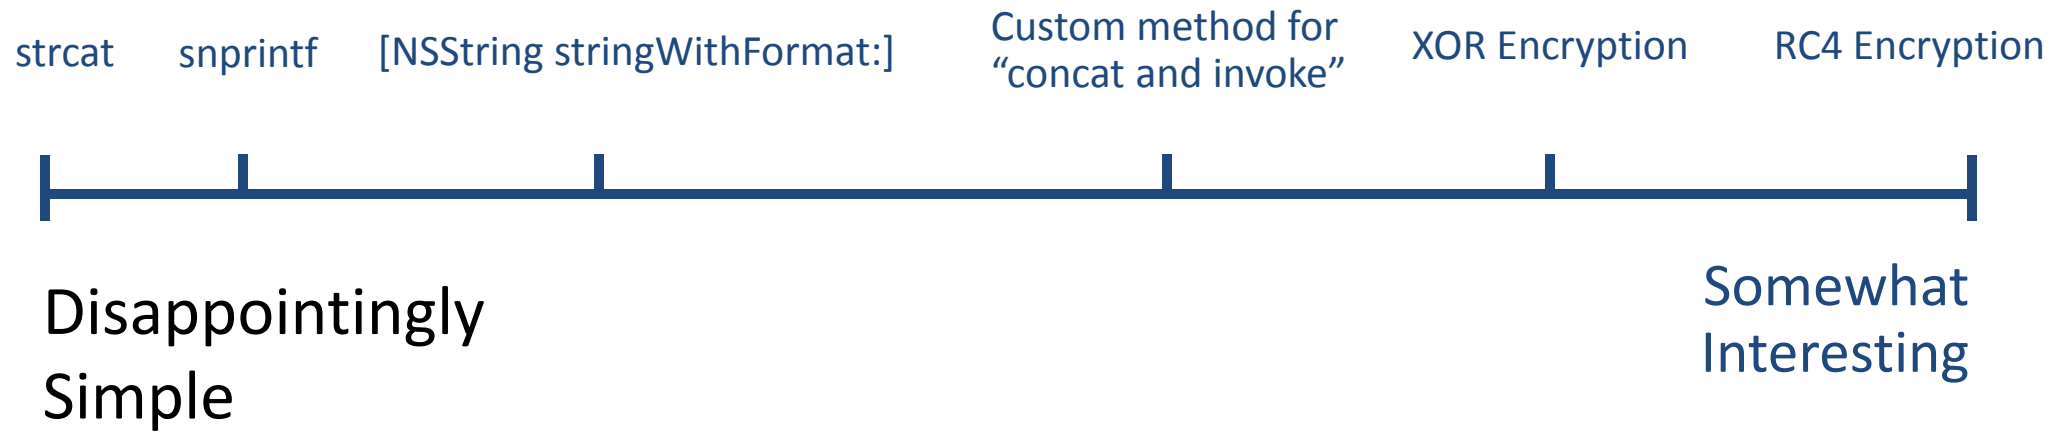 strcat
snprintf
[NSString stringWithFormat:]
Custom method for
“concat and invoke”
XOR Encryption
RC4 Encryption
Disappointingly
Simple
Somewhat
Interesting